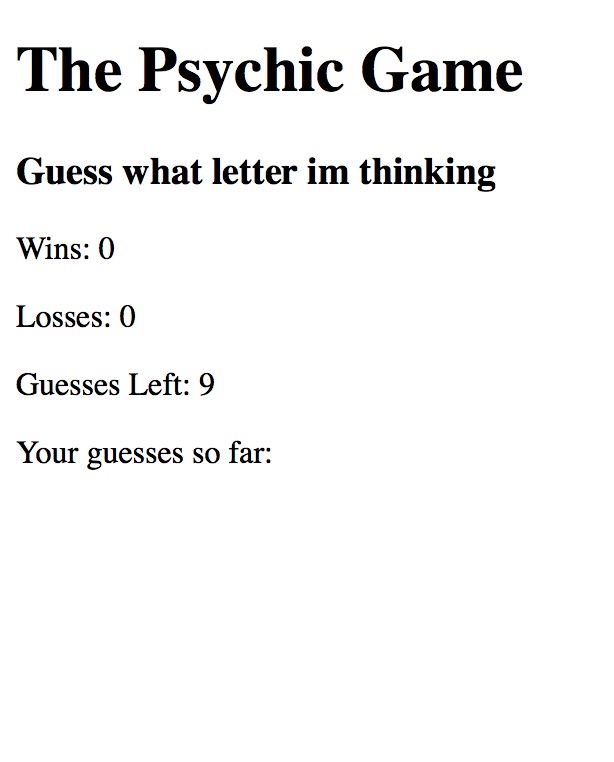 The Psychic Game
Guess what letter im thinking
Wins: 0
Losses: 0
Guesses Left: 9
Your guesses so far: